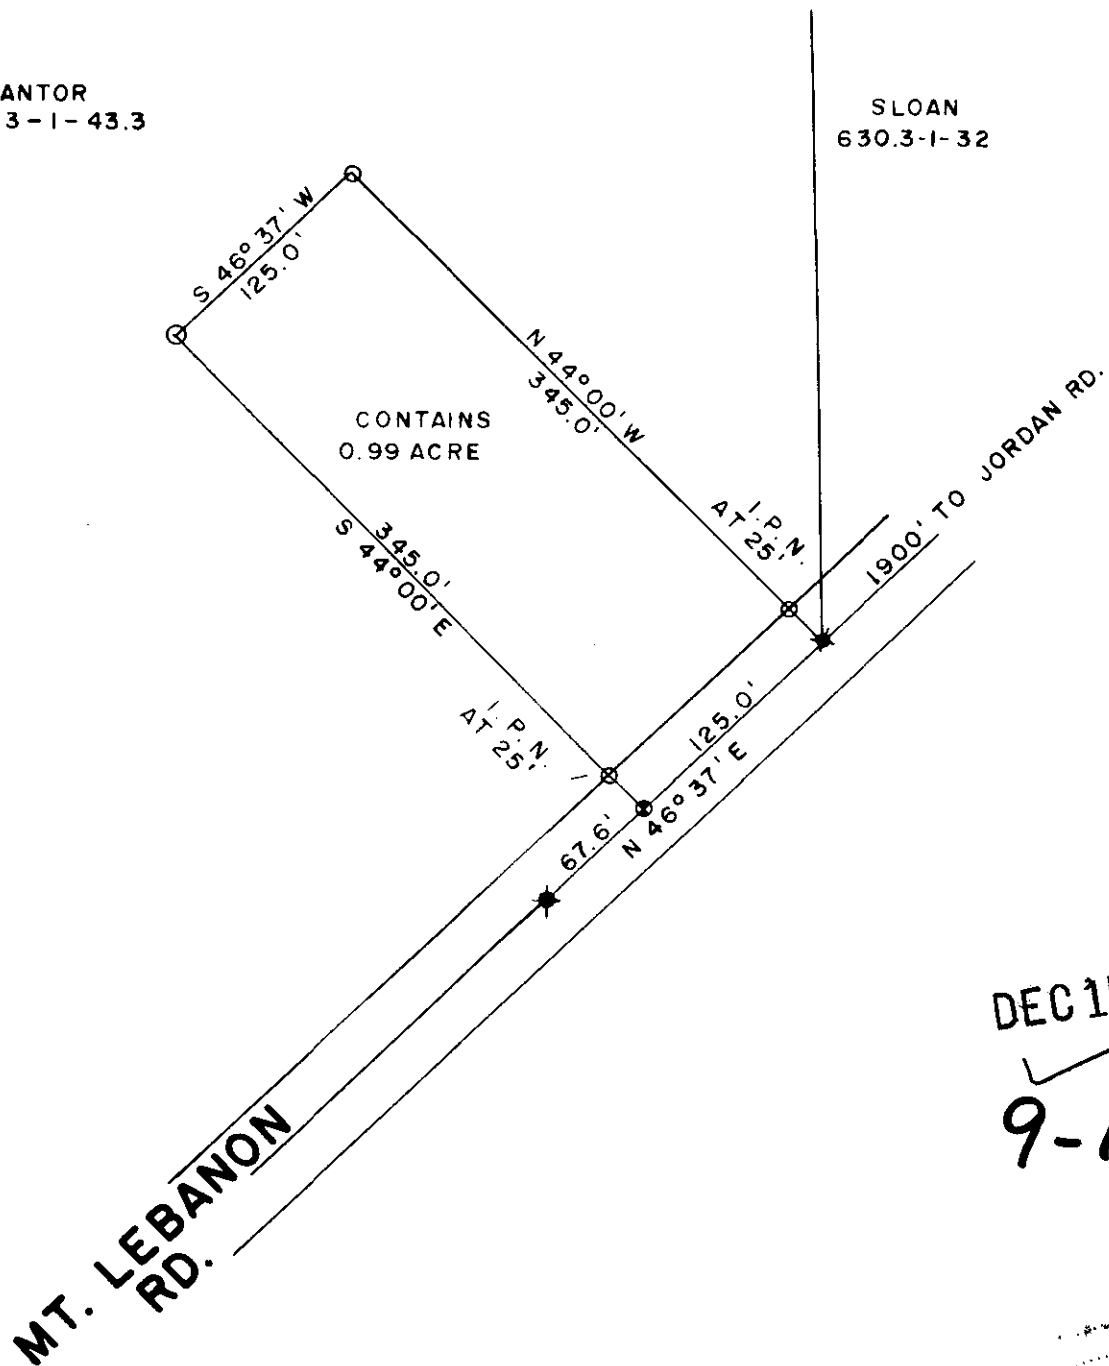 ANTOR
3-1-43.3
SLOAN
630.3-1-32
S 46° 37' W
125.0'
N 44° 00' W
345.0'
CONTAINS
0.99 ACRE
345.0'
S 44° 00' E
I. P. N.
AT 25'
I. P. N.
AT 25'
1900' TO JORDAN RD.
125.0'
67.6'
N 46° 37' E
DEC
9-
MT. LEBANON
RD.